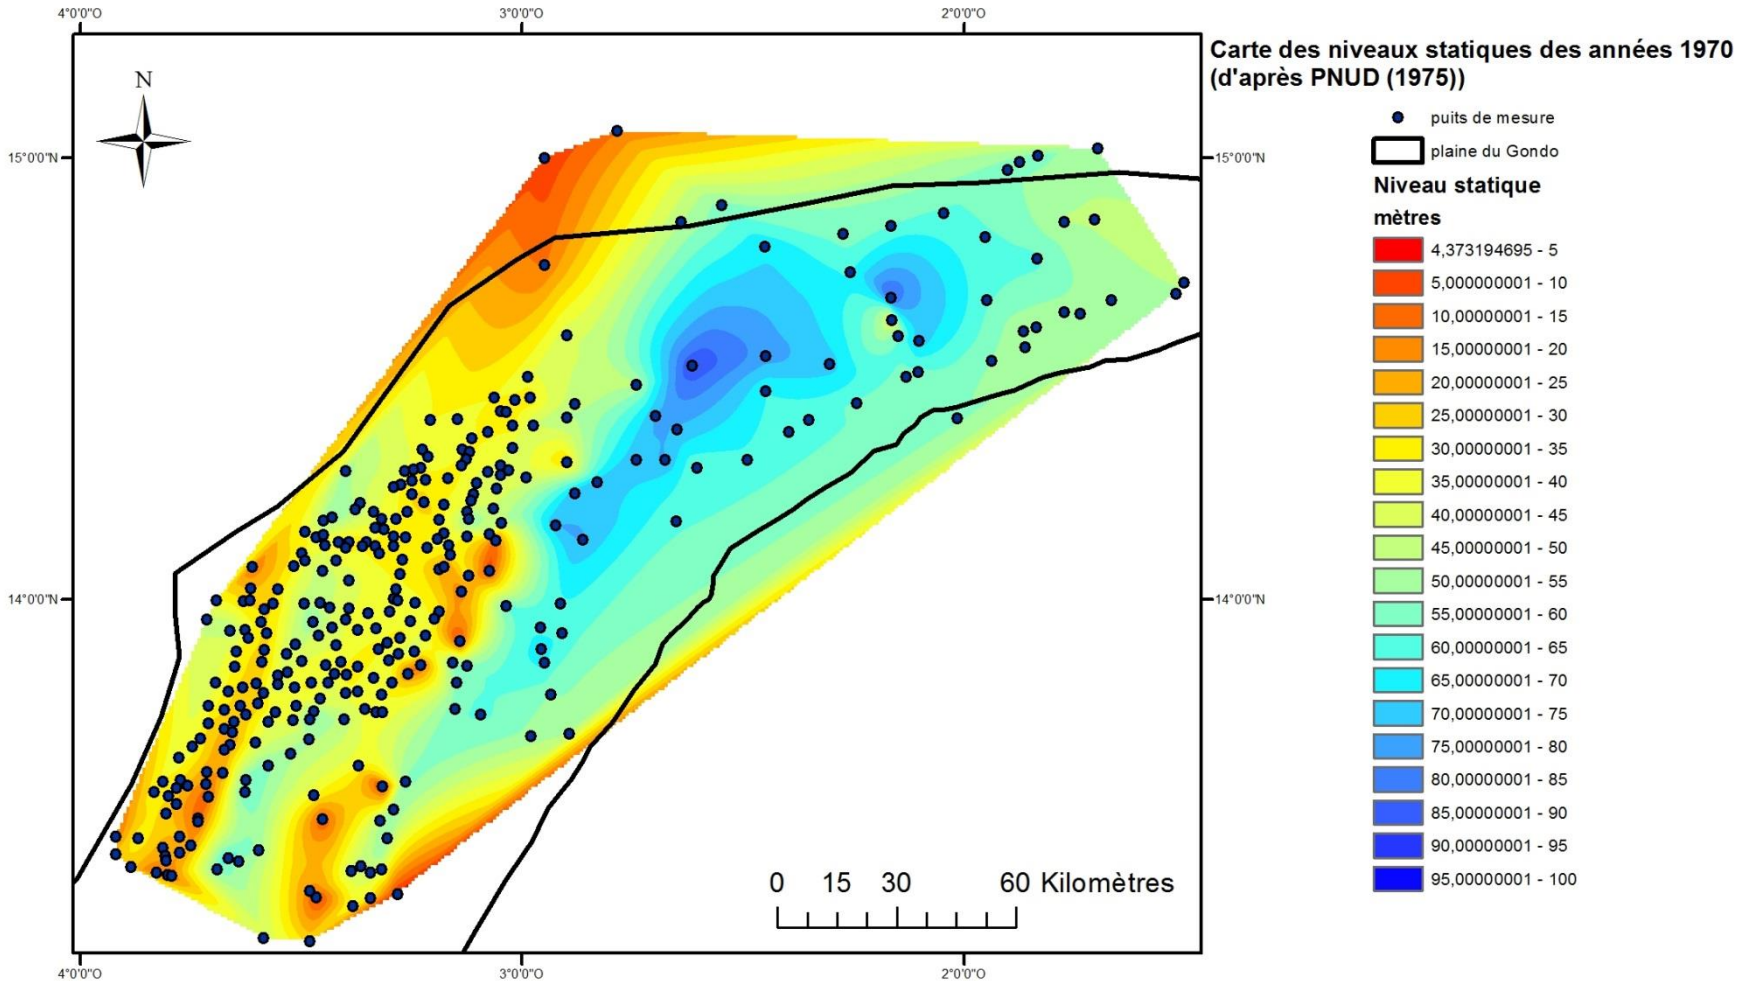 4°0'0"O 3°0'0"O 2°0'0"O
Carte des niveaux statiques des années 1970
(d'après PNUD (1975))
N
puits de mesure
plaine du Gondo
15°0'0"N 15°0'0"N
Niveau statique
mètres
4,373194695 - 5
5,000000001 - 10
10,00000001 - 15
15,00000001 - 20
20,00000001 - 25
25,00000001 - 30
30,00000001 - 35
35,00000001 - 40
40,00000001 - 45
45,00000001 - 50
50,00000001 - 55
14°0'0"N 14°0'0"N
55,00000001 - 60
60,00000001 - 65
65,00000001 - 70
70,00000001 - 75
75,00000001 - 80
80,00000001 - 85
85,00000001 - 90
90,00000001 - 95
95,00000001 - 100
0 15 30 60 Kilomètres
4°0'0"O 3°0'0"O 2°0'0"O